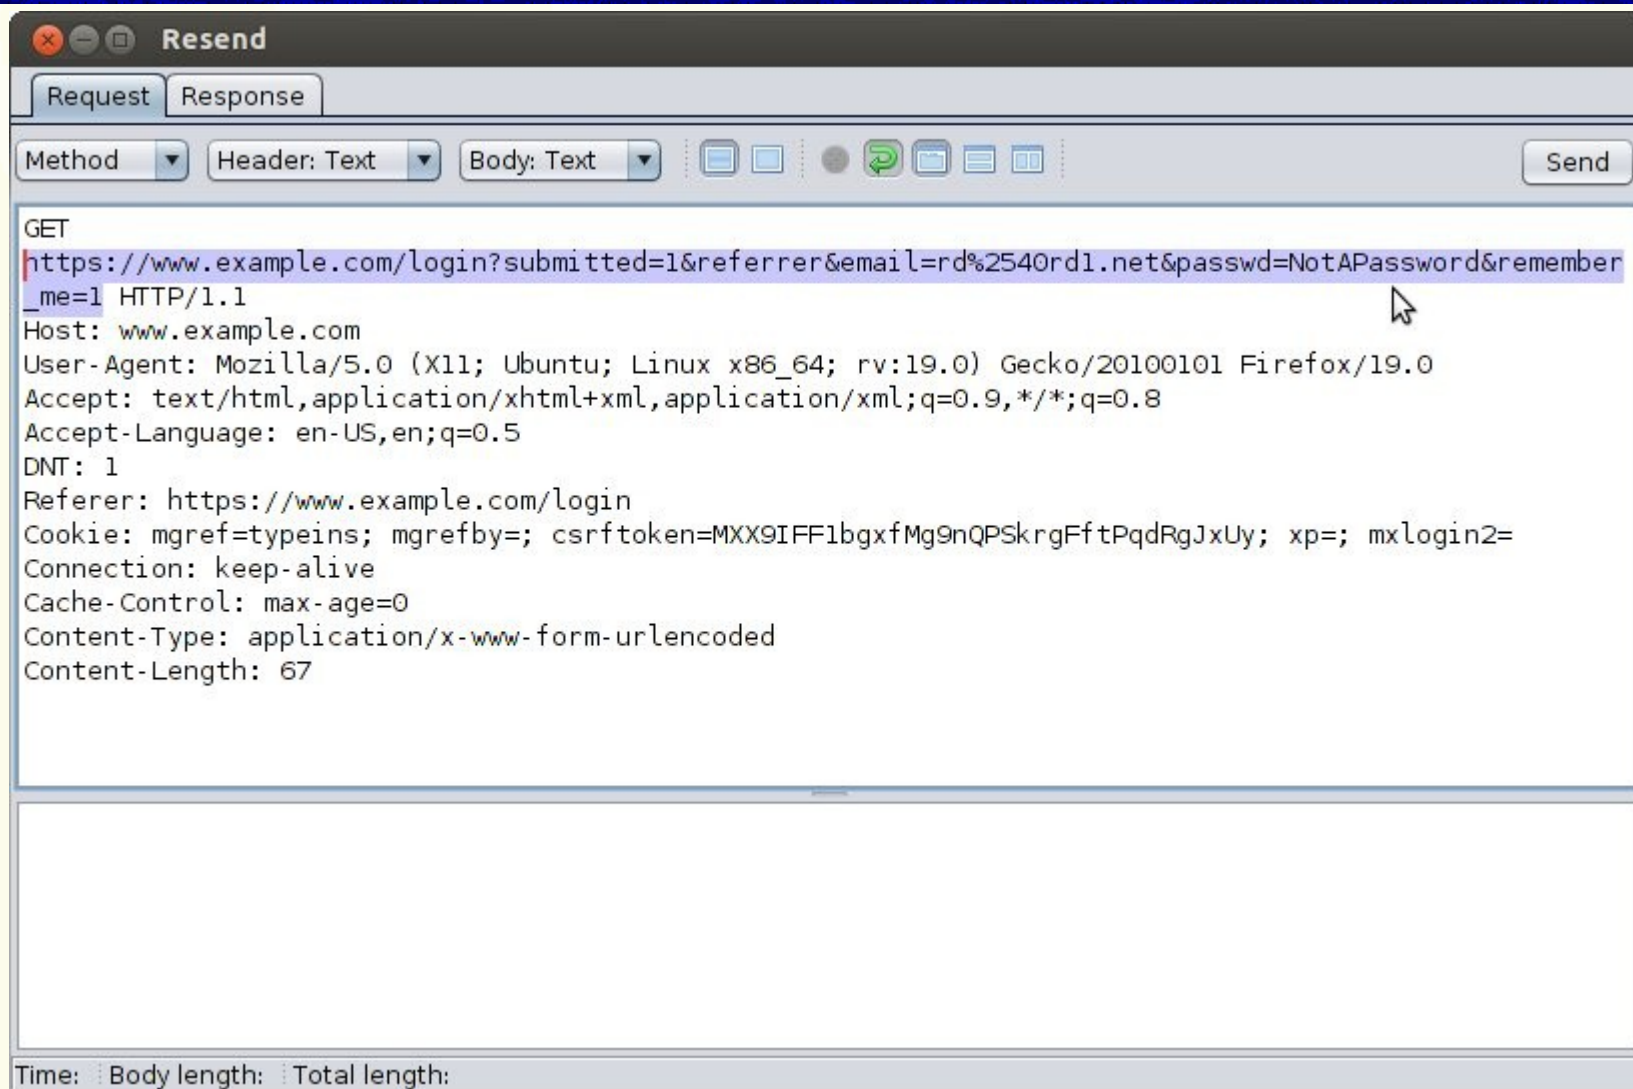 Resend
Request Response
Method Header: Text Body: Text Send
GET
https://www.example.com/login?submitted=1&referrer&email=rd%2540rd1.net&passwd=NotAPassword&remember
_me=1 HTTP/1.1
Host: www.example.com
User-Agent: Mozilla/5.0 (X11; Ubuntu; Linux x86_64; rv:19.0) Gecko/20100101 Firefox/19.0
Accept: text/html,application/xhtml+xml,application/xml;q=0.9,*/*;q=0.8
Accept-Language: en-US,en;q=0.5
DNT: 1
Referer: https://www.example.com/login
Cookie: mgref=typeins; mgrefby=; csrftoken=MXX9IFF1bgxfMg9nQPSkrgFftPqdRgJxUy; xp=; mxlogin2=
Connection: keep-alive
Cache-Control: max-age=0
Content-Type: application/x-www-form-urlencoded
Content-Length: 67
Time: Body length: Total length: